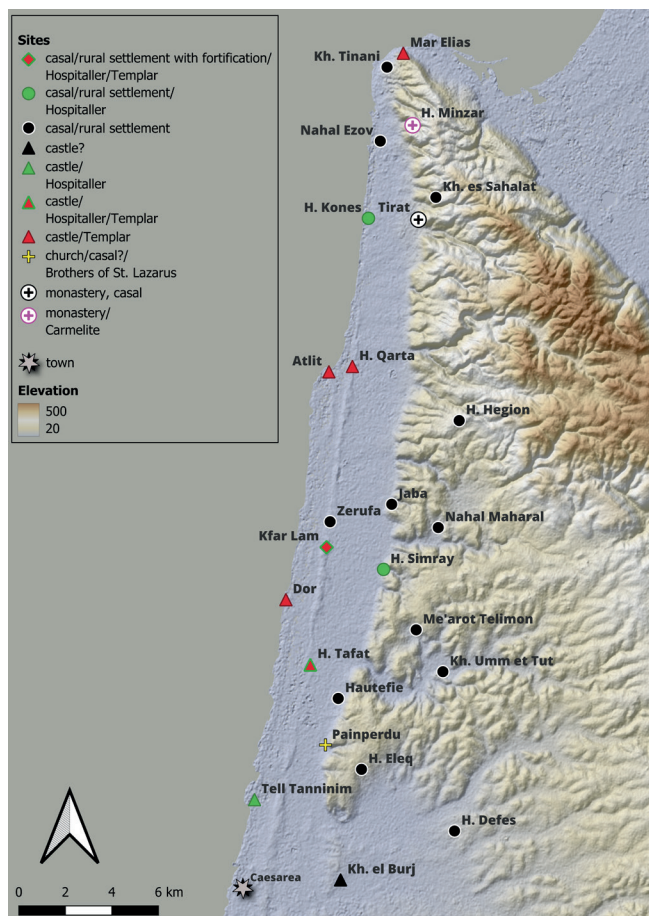 Sites
casal/rural settlement with fortification/
Hospitaller/Templar
casal/rural settlement/
Hospitaller
casal/rural settlement
castle?
castle/
Hospitaller
castle/
Hospitaller/Templar
castle/Templar
church/casal?/
Brothers of St. Lazarus
monastery, casal
monastery/
Carmelite
town
Elevation
500
20
Mar Elias
Kh. Tinani
H. Minzar
Nahal Ezov
Kh. es Sahalat
H. Kones
Tirat
H. Qarta
Atlit
H. Hegion
Jaba
Zerufa
Nahal Maharal
Kfar Lam
H. Simray
Dor
Me'arot Telimon
H. Tafat
Kh. Umm et Tut
Hautefie
Painperdu
H. Eleq
Tell Tanninim
H. Defes
Kh. el Burj
Caesarea
0 2 4 6 km